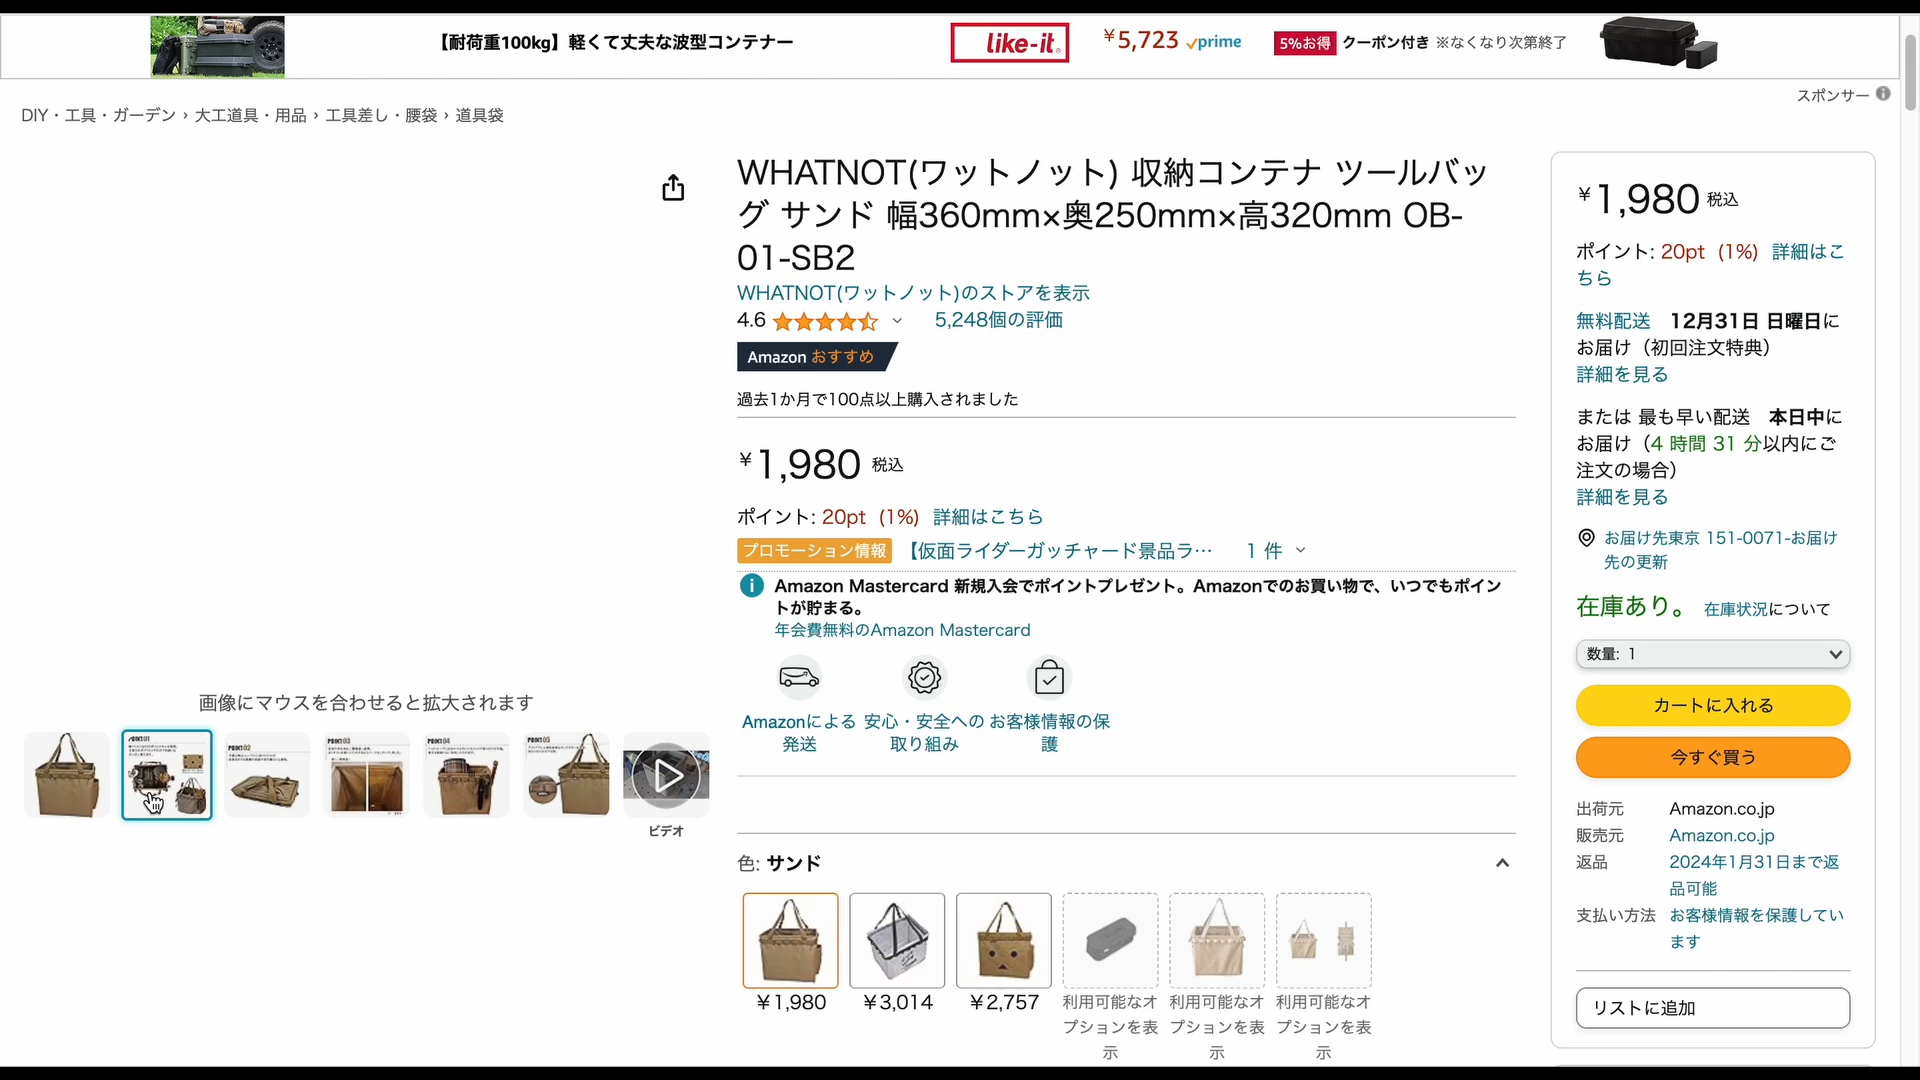 【耐荷重100kg】軽くて丈夫な波型コンテナー
like-it
¥5,723 prime
5%お得 クーポン付き ※なくなり次第終了
スポンサー
DIY・工具・ガーデン › 大工道具・用品 › 工具差し・腰袋 › 道具袋
WHATNOT(ワットノット) 収納コンテナ ツールバッ
グ サンド 幅360mm×奥250mm×高320mm OB-
01-SB2
WHATNOT(ワットノット)のストアを表示
4.6
5,248個の評価
Amazon おすすめ
過去1か月で100点以上購入されました
¥1,980 税込
ポイント: 20pt (1%) 詳細はこちら
プロモーション情報 【仮面ライダーガッチャード景品ラ… 1 件
Amazon Mastercard 新規入会でポイントプレゼント。Amazonでのお買い物で、いつでもポイン
トが貯まる。
年会費無料のAmazon Mastercard
Amazonによる
発送
安心・安全への
取り組み
お客様情報の保
護
画像にマウスを合わせると拡大されます
POINT01
POINT02
POINT03
POINT04
POINT05
ビデオ
色: サンド
¥1,980
¥3,014
¥2,757
利用可能なオ
プションを表
示
利用可能なオ
プションを表
示
利用可能なオ
プションを表
示
¥1,980 税込
ポイント: 20pt (1%) 詳細はこ
ちら
無料配送 12月31日 日曜日に
お届け（初回注文特典）
詳細を見る
または 最も早い配送 本日中に
お届け（4 時間 31 分以内にご
注文の場合）
詳細を見る
お届け先東京 151-0071-お届け
先の更新
在庫あり。 在庫状況について
数量: 1
カートに入れる
今すぐ買う
出荷元 Amazon.co.jp
販売元 Amazon.co.jp
返品 2024年1月31日まで返
品可能
支払い方法 お客様情報を保護してい
ます
リストに追加